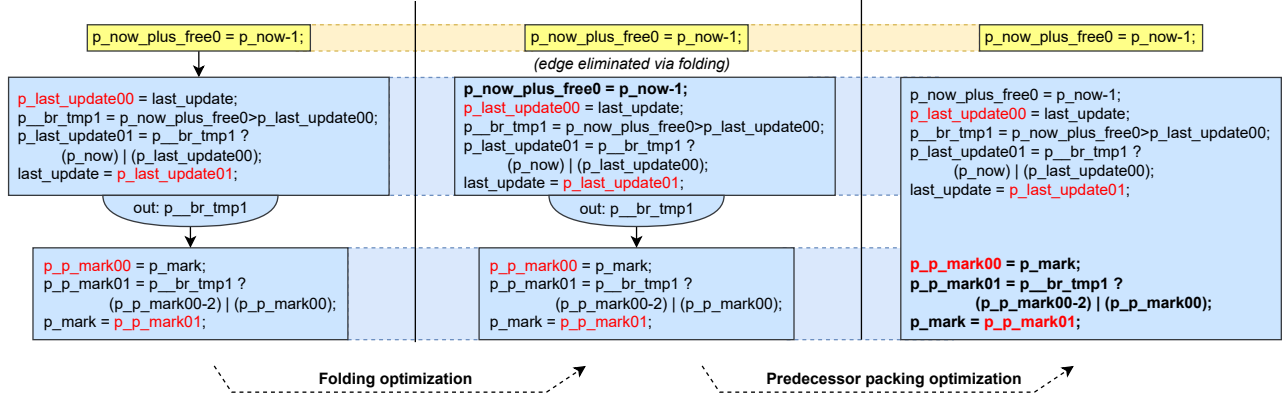 p_now_plus_free0 = p_now-1;
p_last_update00 = last_update;
p__br_tmp1 = p_now_plus_free0>p_last_update00;
p_last_update01 = p__br_tmp1 ?
(p_now) | (p_last_update00);
last_update = p_last_update01;
out: p__br_tmp1
p_p_mark00 = p_mark;
p_p_mark01 = p__br_tmp1 ?
(p_p_mark00-2) | (p_p_mark00);
p_mark = p_p_mark01;
p_now_plus_free0 = p_now-1;
(edge eliminated via folding)
p_now_plus_free0 = p_now-1;
p_last_update00 = last_update;
p__br_tmp1 = p_now_plus_free0>p_last_update00;
p_last_update01 = p__br_tmp1 ?
(p_now) | (p_last_update00);
last_update = p_last_update01;
out: p__br_tmp1
p_p_mark00 = p_mark;
p_p_mark01 = p__br_tmp1 ?
(p_p_mark00-2) | (p_p_mark00);
p_mark = p_p_mark01;
p_now_plus_free0 = p_now-1;
p_now_plus_free0 = p_now-1;
p_last_update00 = last_update;
p__br_tmp1 = p_now_plus_free0>p_last_update00;
p_last_update01 = p__br_tmp1 ?
(p_now) | (p_last_update00);
last_update = p_last_update01;
p_p_mark00 = p_mark;
p_p_mark01 = p__br_tmp1 ?
(p_p_mark00-2) | (p_p_mark00);
p_mark = p_p_mark01;
Folding optimization
Predecessor packing optimization